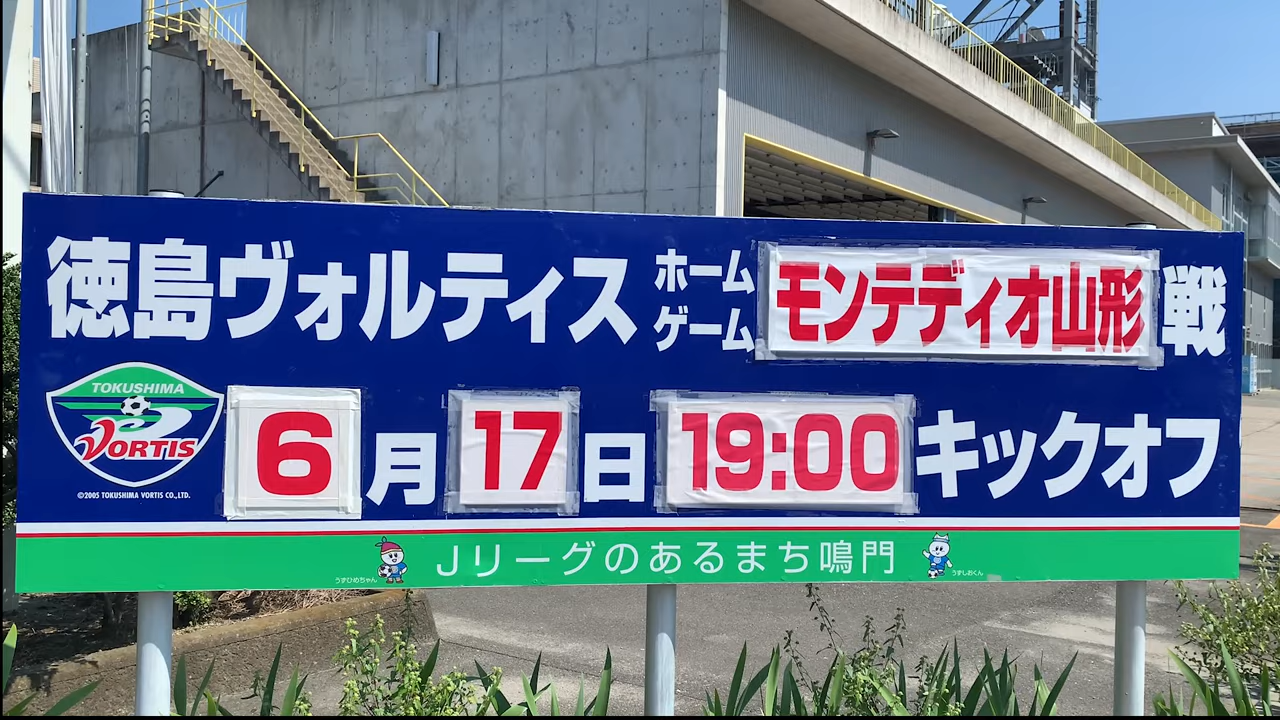 徳島ヴォルティス ホームゲーム モンテディオ山形 戦
TOKUSHIMA
VORTIS
©2005 TOKUSHIMA VORTIS CO.,LTD.
6月17日 19:00 キックオフ
うずひめちゃん Jリーグのあるまち鳴門 うずしおくん